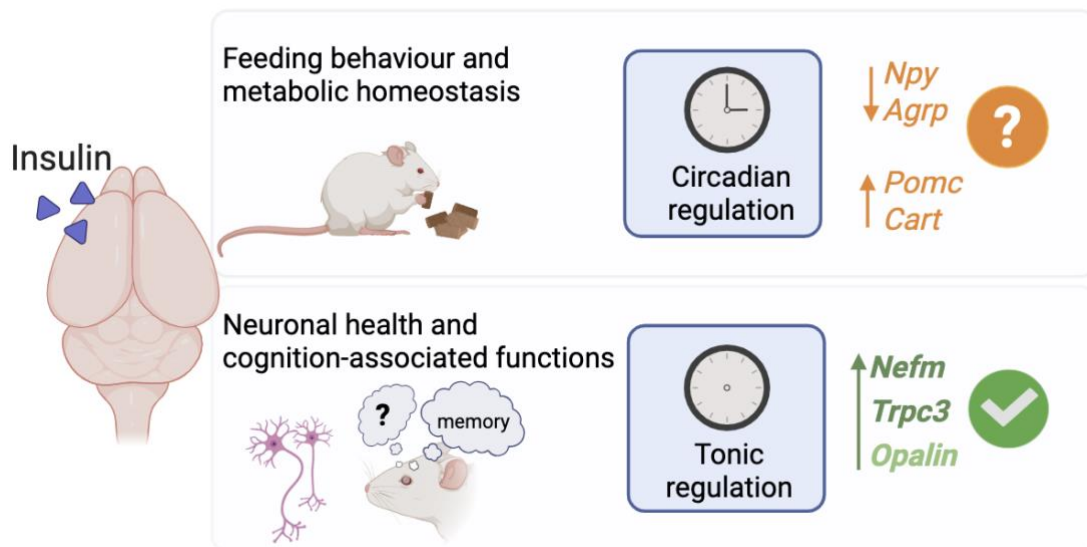 Insulin
Feeding behaviour and
metabolic homeostasis
Circadian
regulation
Npy
Agrp
?
Pomc
Cart
Neuronal health and
cognition-associated functions
?
memory
Tonic
regulation
Nefm
Trpc3
Opalin